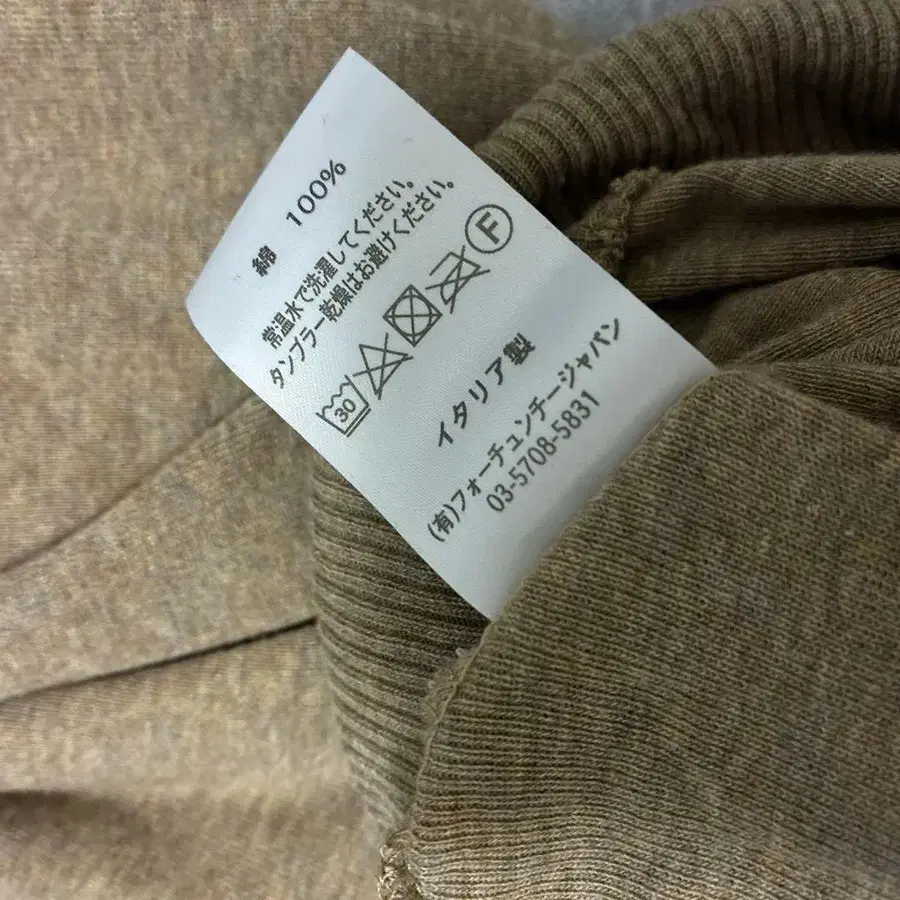 綿 100%
常温水で洗濯してください。
タンブラー乾燥はお避けください。
30 F
イタリア製
(有)フォーチュンチージャパン
03-5708-5831